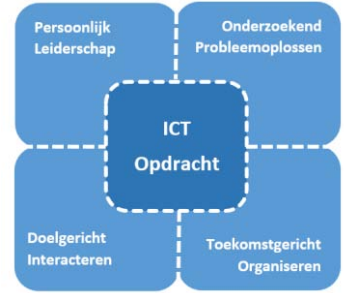 Persoonlijk
Leiderschap
Onderzoekend
Probleemoplossen
ICT
Opdracht
Doelgericht
Interacteren
Toekomstgericht
Organiseren